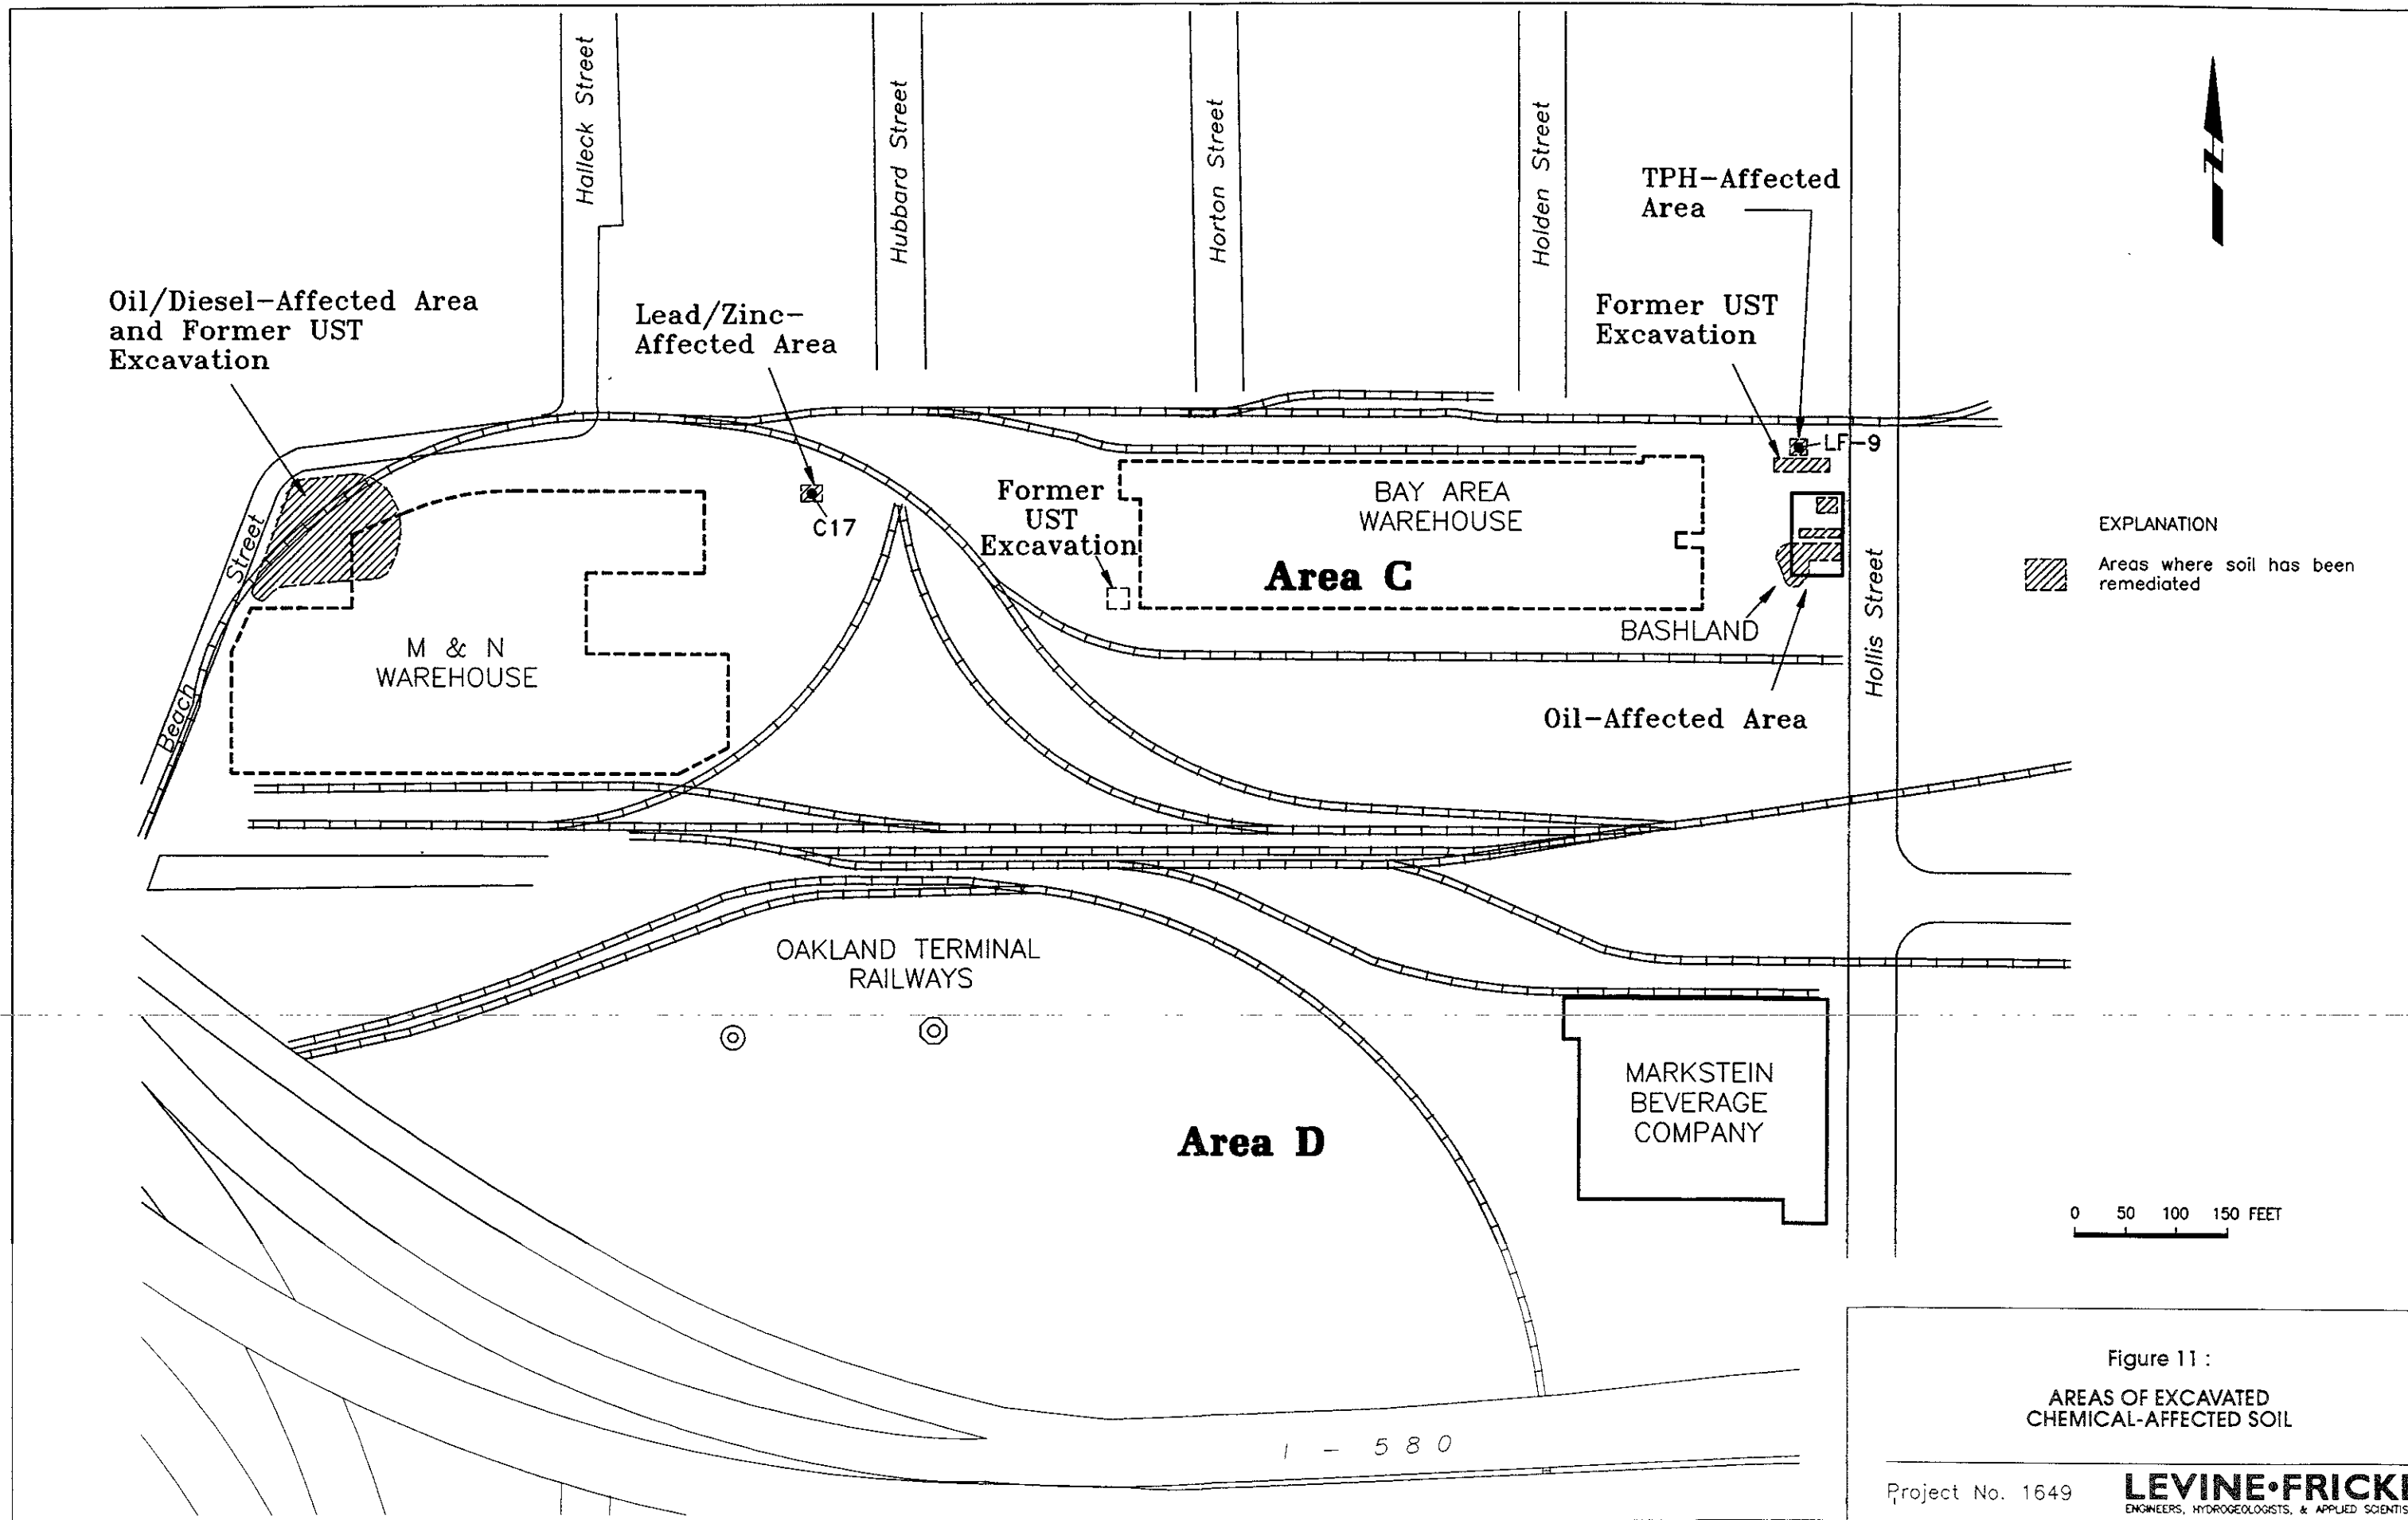 Halleck Street
Hubbard Street
Horton Street
Holden Street
N
TPH-Affected
Area
Oil/Diesel-Affected Area
and Former UST
Excavation
Lead/Zinc-
Affected Area
Former UST
Excavation
LF-9
C17
Former
UST
Excavation
BAY AREA
WAREHOUSE
Area C
EXPLANATION
Areas where soil has been
remediated
Beach Street
M & N
WAREHOUSE
BASHLAND
Hollis Street
Oil-Affected Area
OAKLAND TERMINAL
RAILWAYS
MARKSTEIN
BEVERAGE
COMPANY
Area D
0 50 100 150 FEET
I - 580
Figure 11 :
AREAS OF EXCAVATED
CHEMICAL-AFFECTED SOIL
Project No. 1649
LEVINE•FRICKE
ENGINEERS, HYDROGEOLOGISTS, & APPLIED SCIENTIS